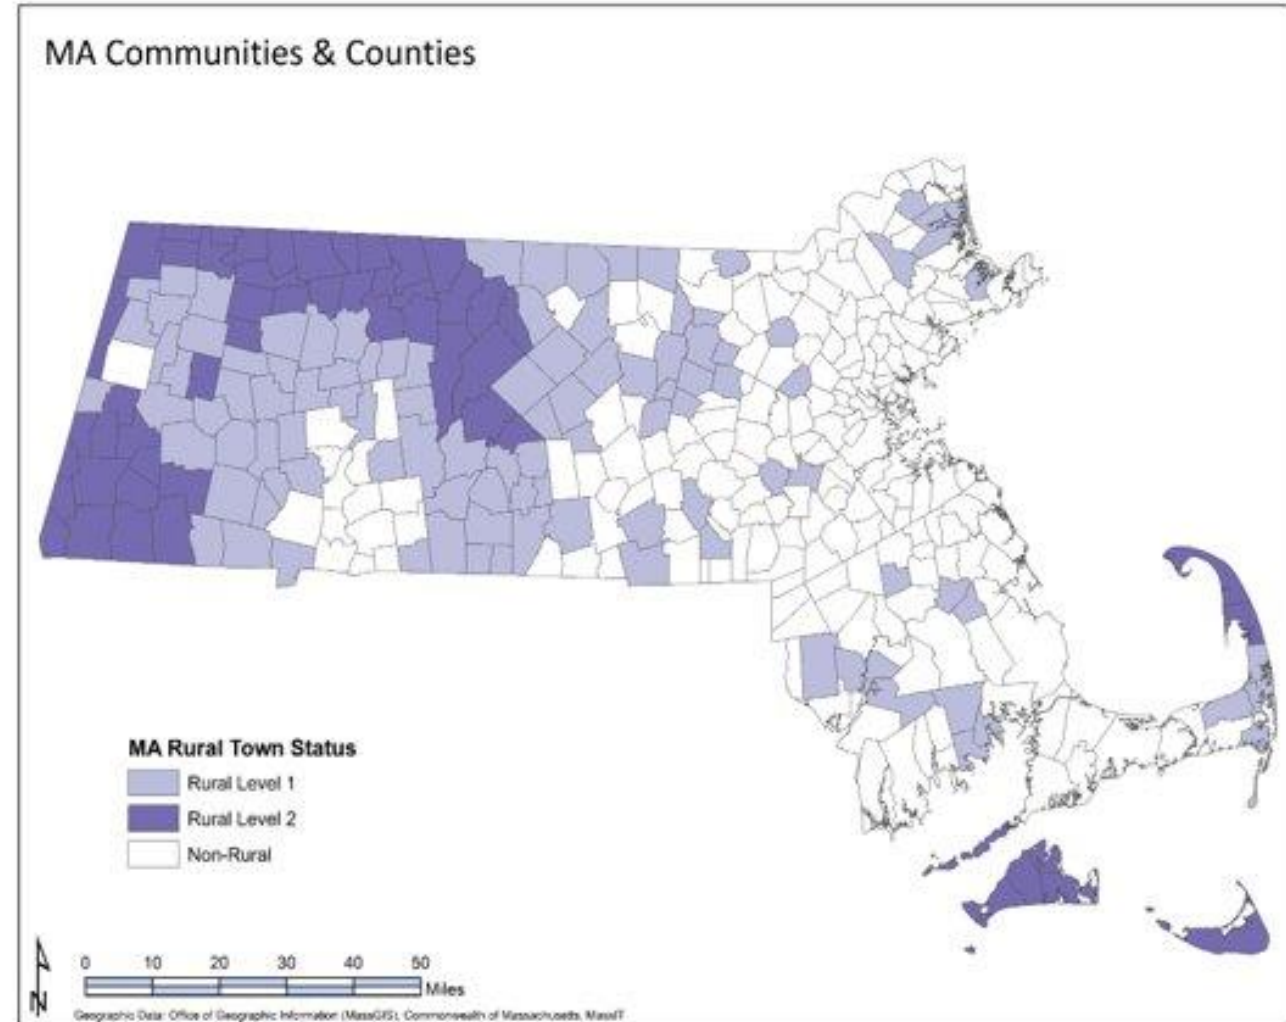 MA Communities & Counties
MA Rural Town Status
Rural Level 1
Rural Level 2
Non-Rural
N
0 10 20 30 40 50
Miles
Geographic Data: Office of Geographic Information (MassGIS), Commonwealth of Massachusetts, MassIT